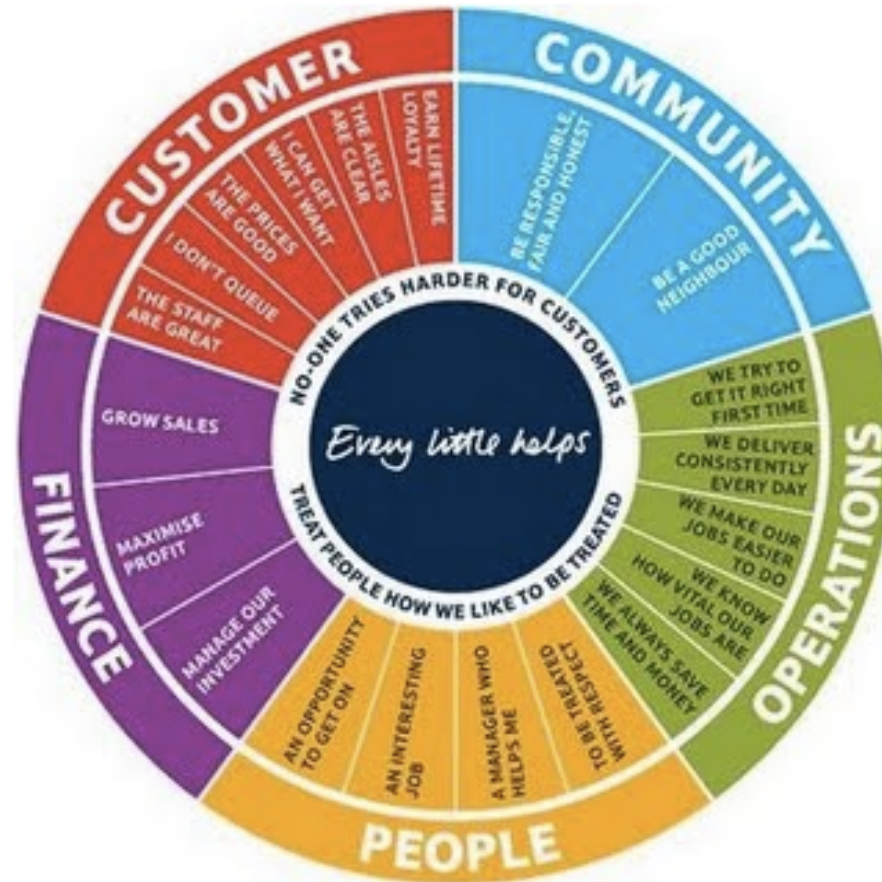 CUSTOMER
EARN LIFETIME
LOYALTY
THE AISLES
ARE CLEAR
I CAN GET
WHAT I WANT
THE PRICES
ARE GOOD
I DON'T QUEUE
THE STAFF
ARE GREAT
COMMUNITY
BE RESPONSIBLE,
FAIR AND HONEST
BE A GOOD
NEIGHBOUR
OPERATIONS
WE TRY TO
GET IT RIGHT
FIRST TIME
WE DELIVER
CONSISTENTLY
EVERY DAY
WE MAKE OUR
JOBS EASIER
TO DO
WE KNOW
HOW VITAL OUR
JOBS ARE
WE ALWAYS SAVE
TIME AND MONEY
PEOPLE
TO BE TREATED
WITH RESPECT
A MANAGER WHO
HELPS ME
AN INTERESTING
JOB
AN OPPORTUNITY
TO GET ON
FINANCE
MANAGE OUR
INVESTMENT
MAXIMISE
PROFIT
GROW SALES
NO-ONE TRIES HARDER FOR CUSTOMERS
Every little helps
TREAT PEOPLE HOW WE LIKE TO BE TREATED